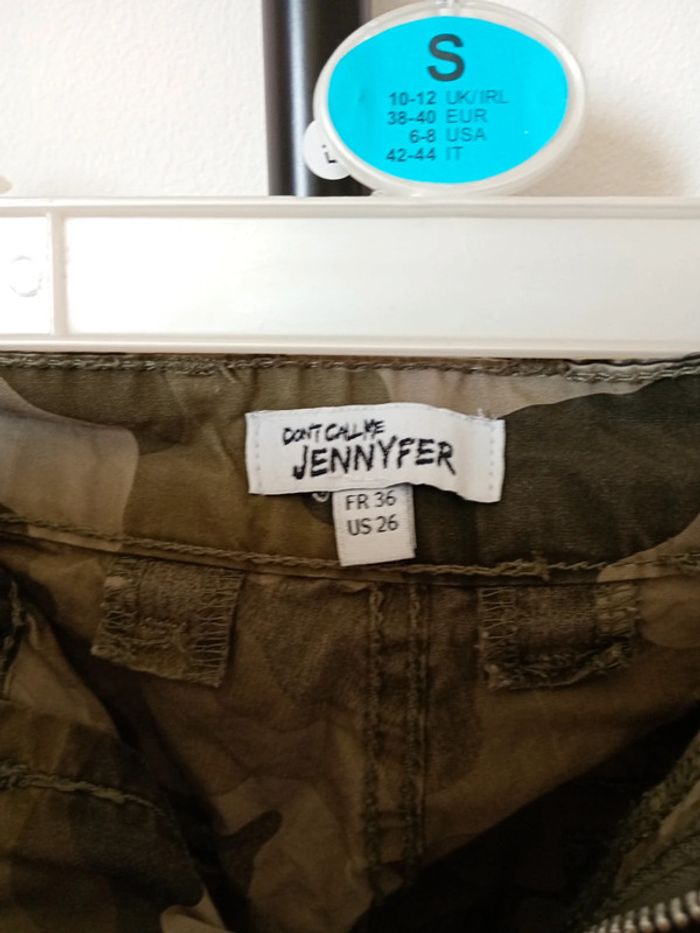 S
10-12 UK/IRL
38-40 EUR
6-8 USA
42-44 IT
L
DON'T CALL ME
JENNYFER
FR 36
US 26